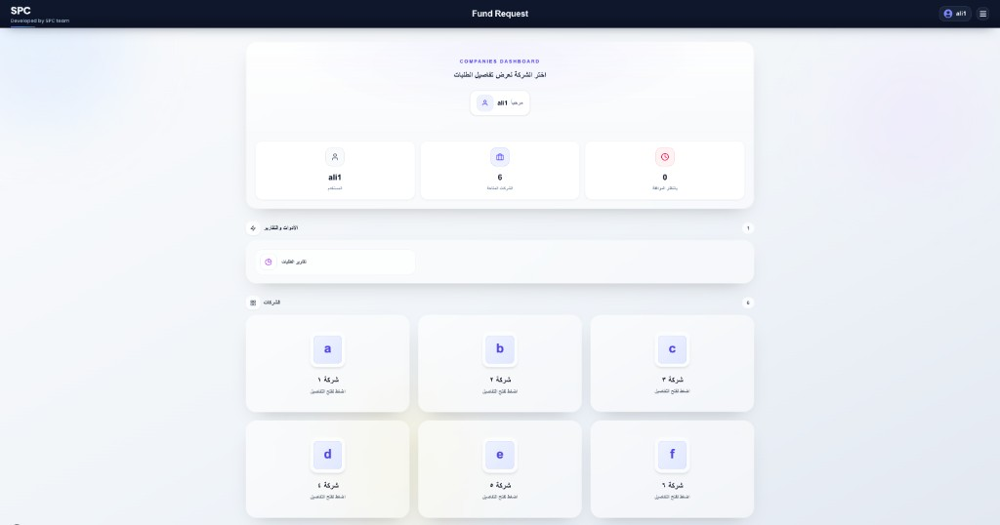 SPC
Developed by SPC team
Fund Request
ali1
COMPANIES DASHBOARD
اختر الشركة لعرض تفاصيل الطلبات
مرحباً ali1
ali1
المستخدم
6
الشركات المتاحة
0
بانتظار الموافقة
الأدوات والتقارير
1
تقارير الطلبات
الشركات
6
a
شركة ١
اضغط لفتح التفاصيل
b
شركة ٢
اضغط لفتح التفاصيل
c
شركة ٣
اضغط لفتح التفاصيل
d
شركة ٤
اضغط لفتح التفاصيل
e
شركة ٥
اضغط لفتح التفاصيل
f
شركة ٦
اضغط لفتح التفاصيل